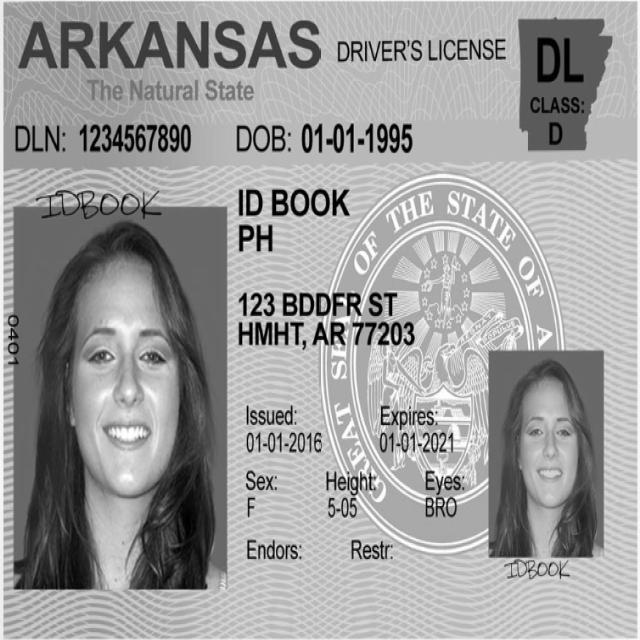 ARKANSAS DRIVER'S LICENSE DL
The Natural State CLASS:
DLN: 1234567890 DOB: 01-01-1995 D
IDBOOK
ID BOOK
PH
123 BDDFR ST
HMHT, AR 77203
0401
GREAT SEAL OF THE STATE OF A
Issued: Expires:
01-01-2016 01-01-2021
Sex: Height: Eyes:
F 5-05 BRO
Endors: Restr:
IDBOOK